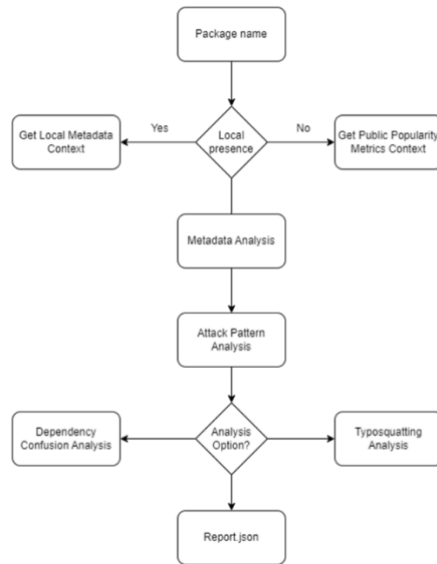 Package name
Yes
No
Get Local Metadata
Context
Local
presence
Get Public Popularity
Metrics Context
Metadata Analysis
Attack Pattern
Analysis
Dependency
Confusion Analysis
Analysis
Option?
Typosquatting
Analysis
Report.json